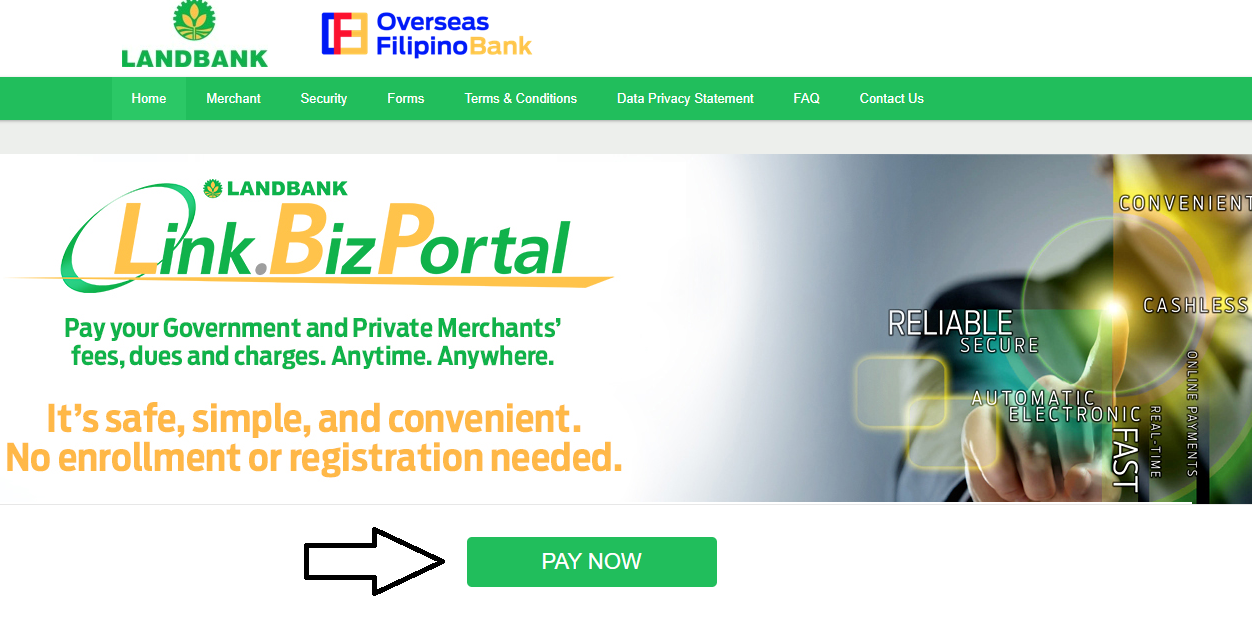 LANDBANK
Overseas
FilipinoBank
Home Merchant Security Forms Terms & Conditions Data Privacy Statement FAQ Contact Us
LANDBANK
Link.BizPortal
Pay your Government and Private Merchants’
fees, dues and charges. Anytime. Anywhere.
It’s safe, simple, and convenient.
No enrollment or registration needed.
CONVENIENT
CASHLESS
RELIABLE
SECURE
ONLINE PAYMENTS
AUTOMATIC
ELECTRONIC
REAL-TIME
FAST
PAY NOW